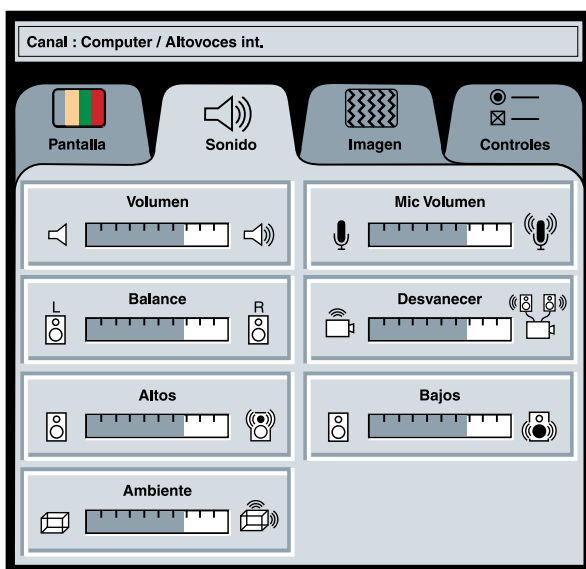 Canal : Computer / Altovoces int.
Pantalla
Sonido
Imagen
Controles
Volumen
Mic Volumen
Balance
L
R
Desvanecer
Altos
Bajos
Ambiente